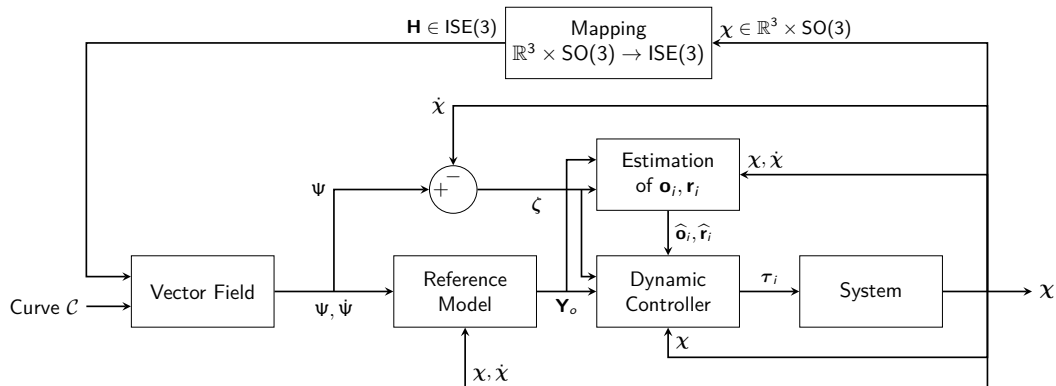 H ∈ ISE(3)
Mapping
ℝ³ × SO(3) → ISE(3)
χ ∈ ℝ³ × SO(3)
χ̇
Ψ
+
−
ζ
Estimation
of oᵢ, rᵢ
χ, χ̇
ôᵢ, r̂ᵢ
Curve 𝒞
Vector Field
Ψ, Ψ̇
Reference
Model
Yₒ
Dynamic
Controller
τᵢ
System
χ
χ
χ, χ̇